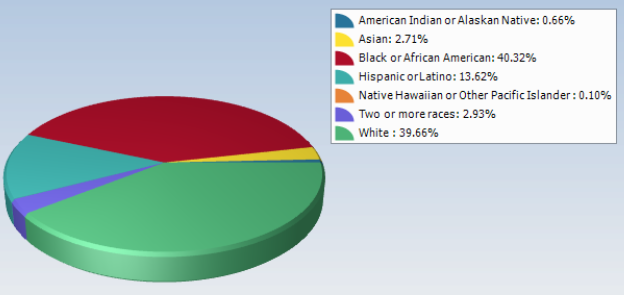 American Indian or Alaskan Native: 0.66%
Asian: 2.71%
Black or African American: 40.32%
Hispanic or Latino: 13.62%
Native Hawaiian or Other Pacific Islander : 0.10%
Two or more races: 2.93%
White : 39.66%